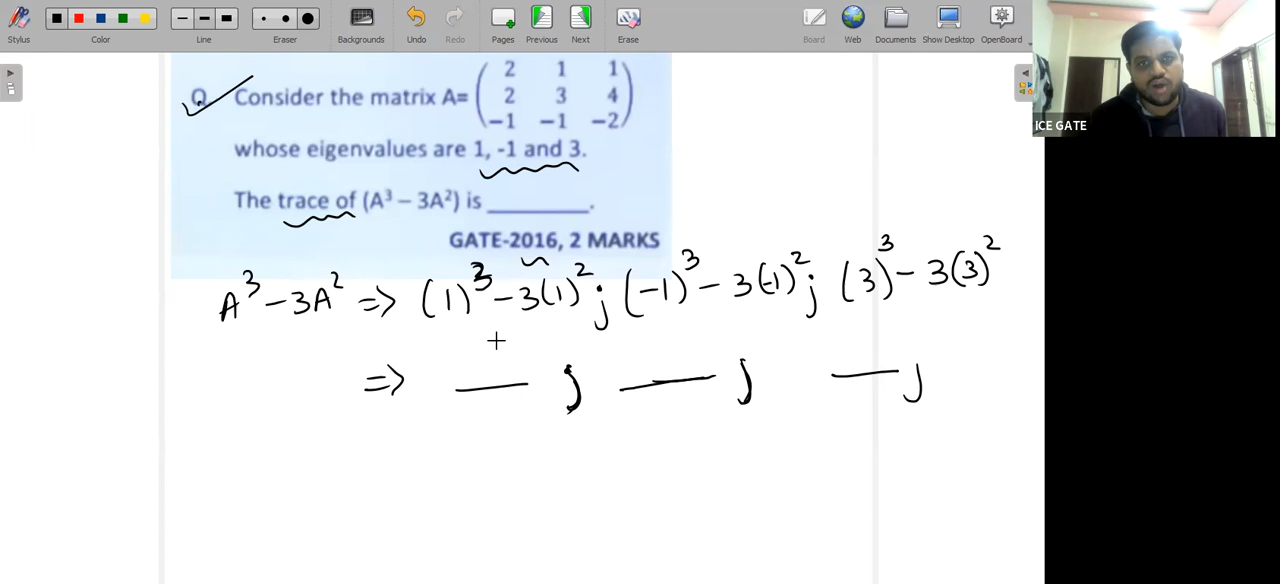 Stylus Color Line Eraser Backgrounds Undo Redo Pages Previous Next Erase Board Web Documents Show Desktop OpenBoard
Q. Consider the matrix A= ( 2 1 1
2 3 4
-1 -1 -2 )
whose eigenvalues are 1, -1 and 3.
The trace of (A³ – 3A²) is ________.
GATE-2016, 2 MARKS
A³ - 3A² => (1)³ - 3(1)² ; (-1)³ - 3(-1)² ; (3)³ - 3(3)²
=> __ ; __ ; __ ;
ICE GATE